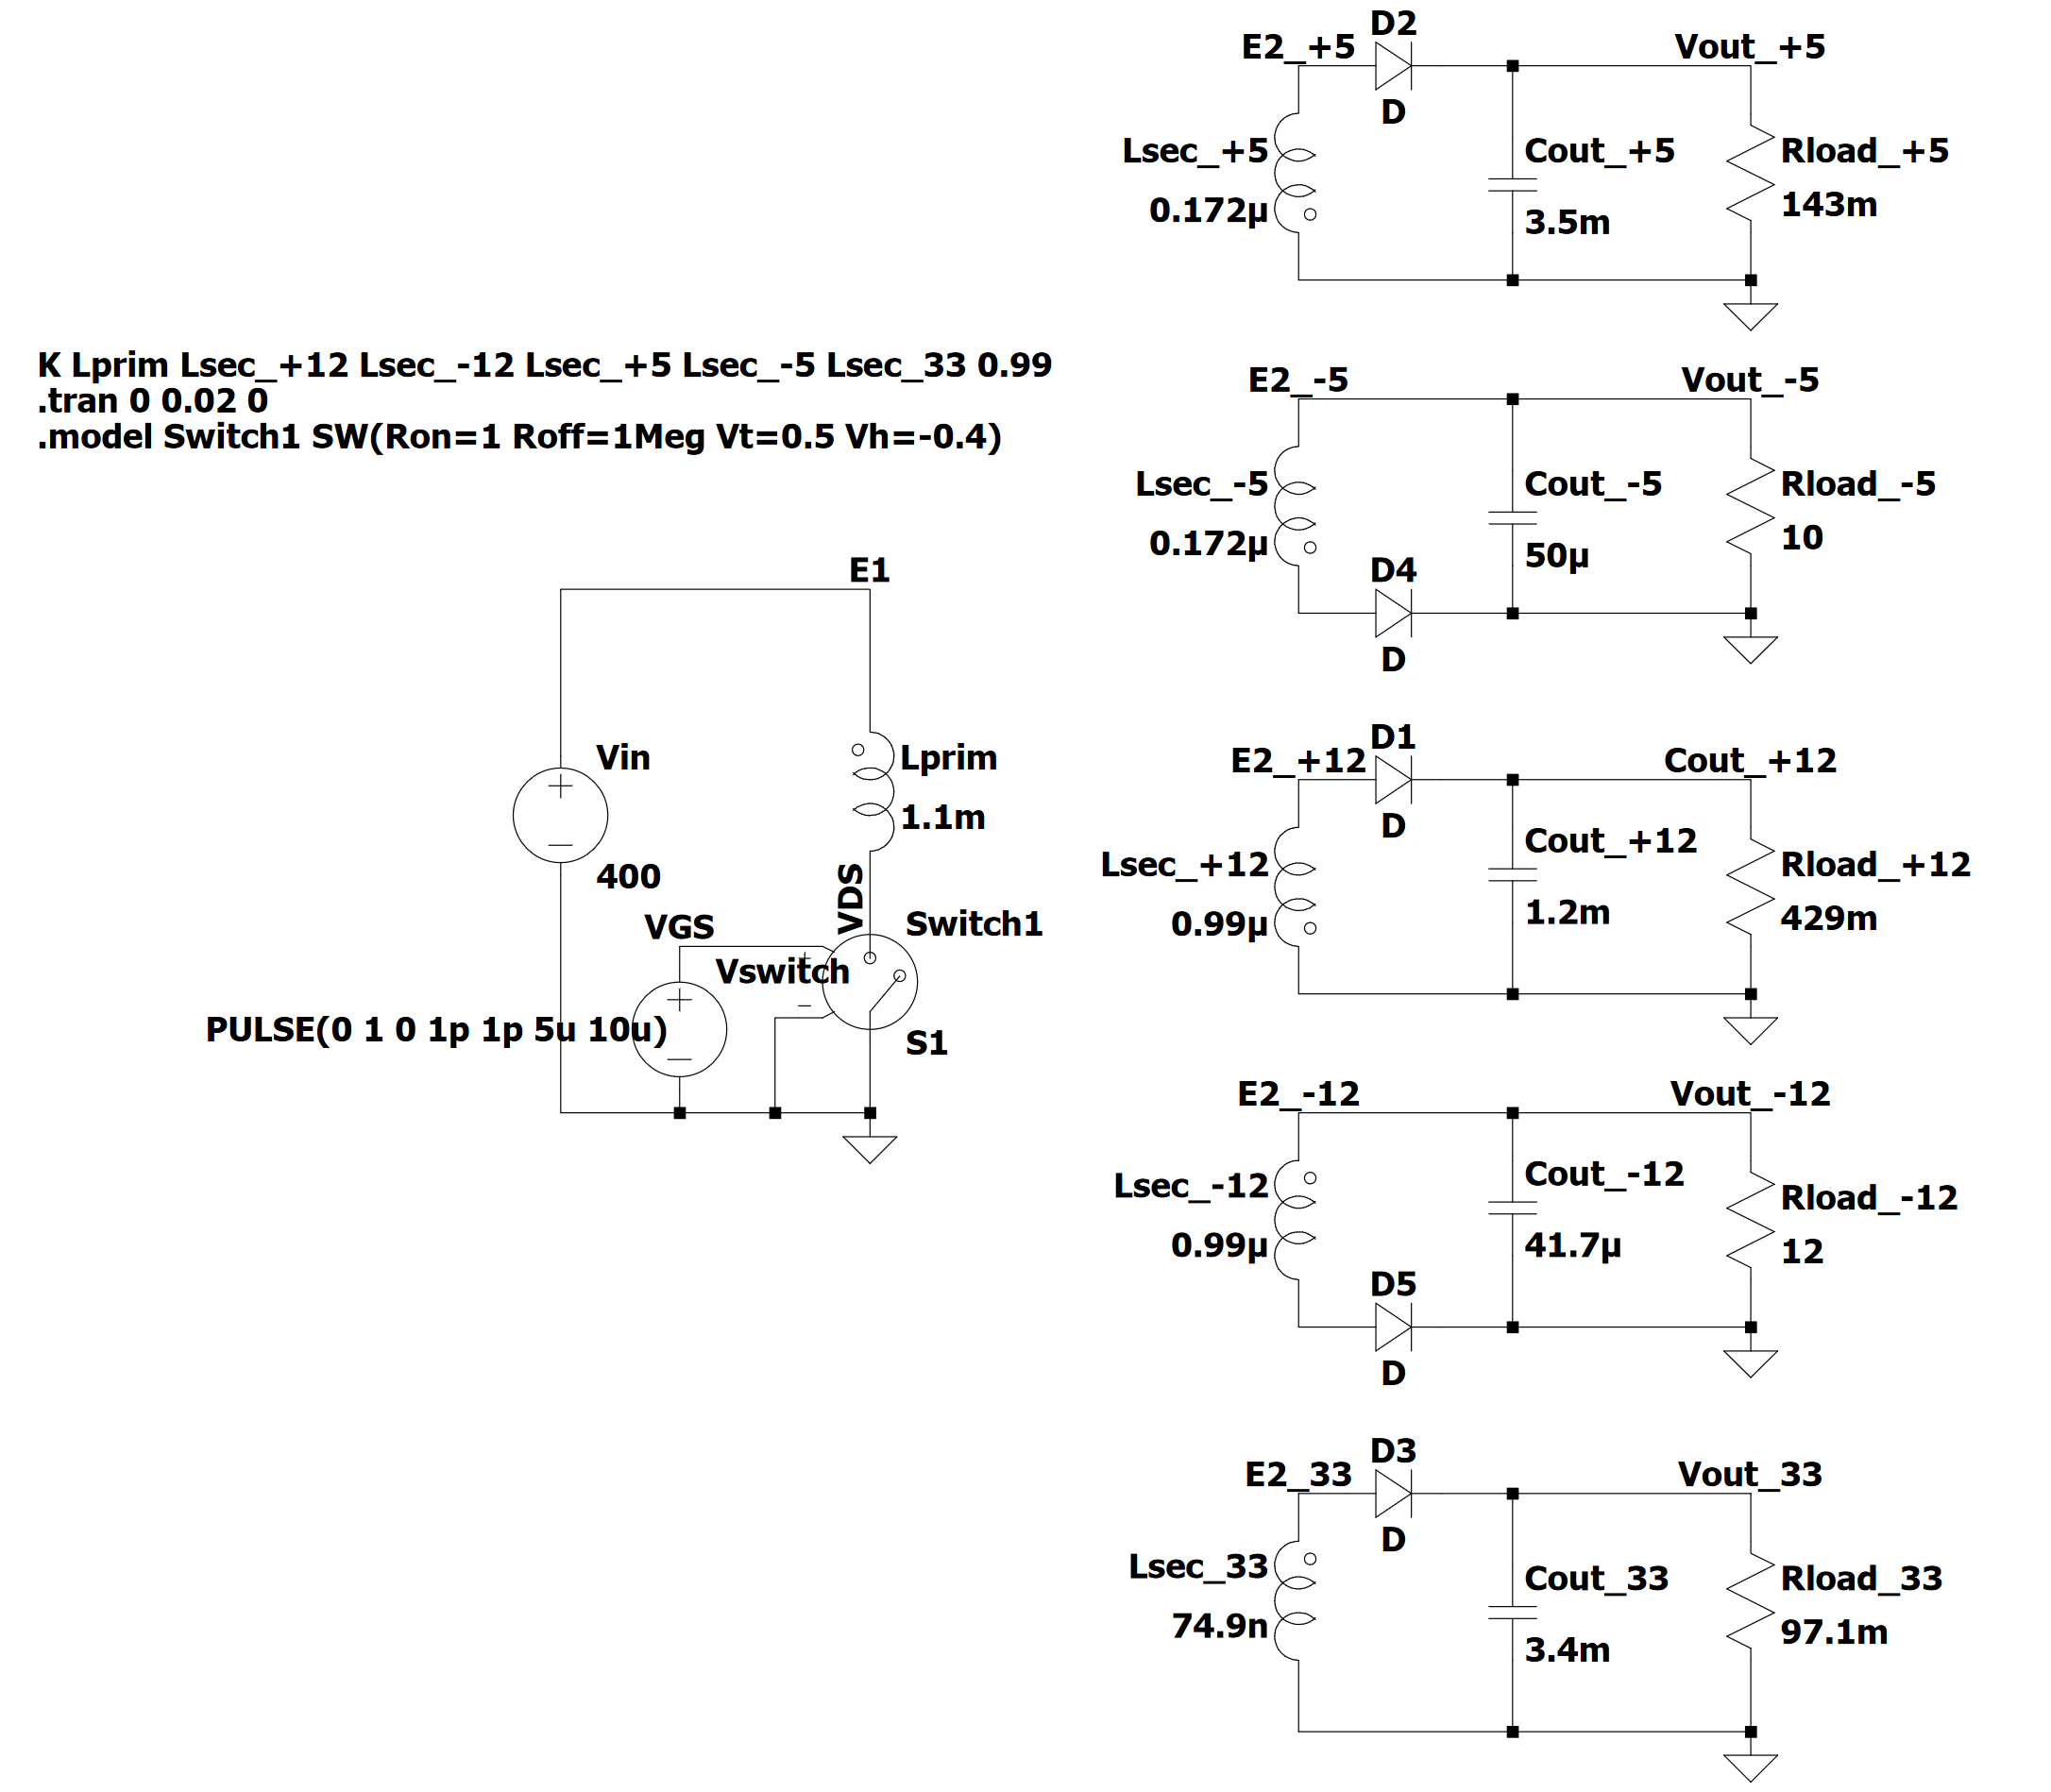 D2
E2_+5
Vout_+5
D
Lsec_+5
0.172µ
Cout_+5
3.5m
Rload_+5
143m
K Lprim Lsec_+12 Lsec_-12 Lsec_+5 Lsec_-5 Lsec_33 0.99
.tran 0 0.02 0
.model Switch1 SW(Ron=1 Roff=1Meg Vt=0.5 Vh=-0.4)
E2_-5
Vout_-5
Lsec_-5
0.172µ
Cout_-5
50µ
Rload_-5
10
D4
D
E1
Vin
400
Lprim
1.1m
VDS
VGS
Vswitch
Switch1
S1
PULSE(0 1 0 1p 1p 5u 10u)
D1
E2_+12
Cout_+12
D
Lsec_+12
0.99µ
Cout_+12
1.2m
Rload_+12
429m
E2_-12
Vout_-12
Lsec_-12
0.99µ
Cout_-12
41.7µ
Rload_-12
12
D5
D
D3
E2_33
Vout_33
D
Lsec_33
74.9n
Cout_33
3.4m
Rload_33
97.1m